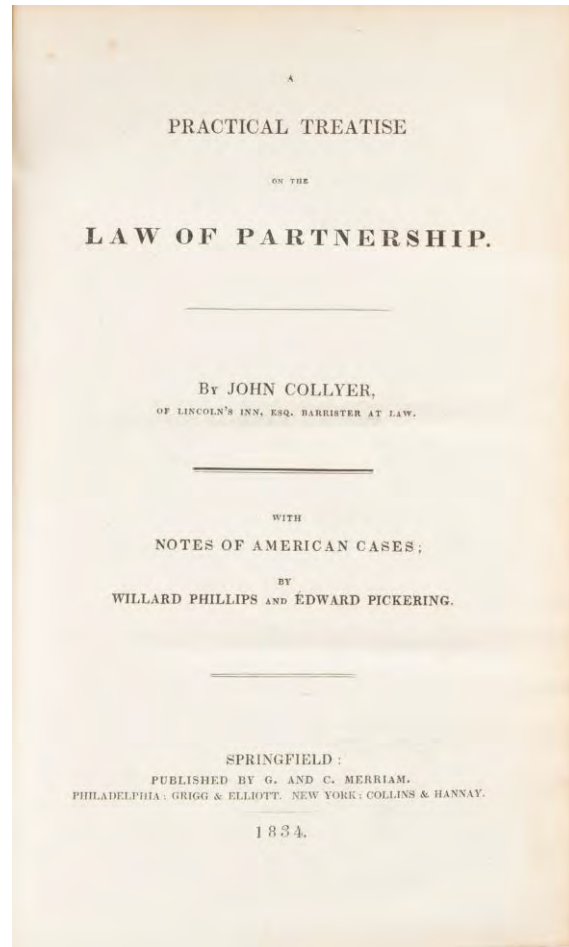 A
PRACTICAL TREATISE
ON THE
LAW OF PARTNERSHIP.
BY JOHN COLLYER,
OF LINCOLN'S INN, ESQ. BARRISTER AT LAW.
WITH
NOTES OF AMERICAN CASES;
BY
WILLARD PHILLIPS AND EDWARD PICKERING.
SPRINGFIELD:
PUBLISHED BY G. AND C. MERRIAM.
PHILADELPHIA: GRIGG & ELLIOTT. NEW YORK: COLLINS & HANNAY.
1834.